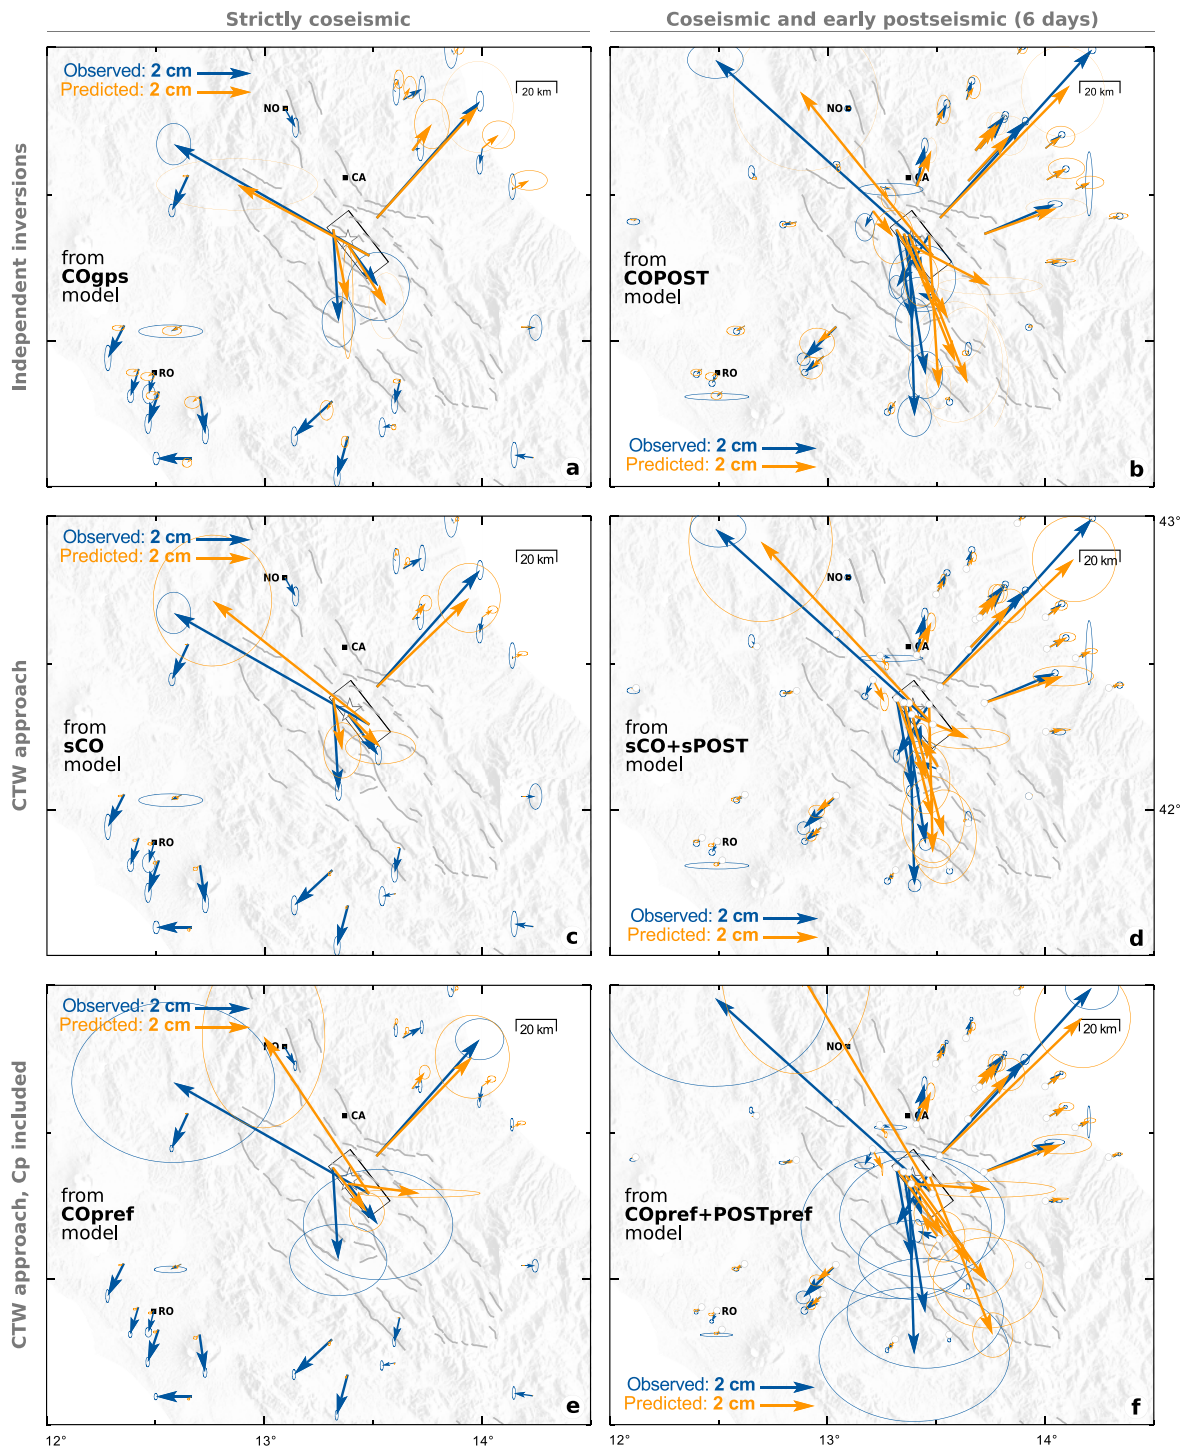 Strictly coseismic
Coseismic and early postseismic (6 days)
Independent inversions
Observed: 2 cm
Predicted: 2 cm
20 km
NO
CA
from
COgps
model
RO
a
20 km
NO
CA
from
COPOST
model
RO
Observed: 2 cm
Predicted: 2 cm
b
CTW approach
Observed: 2 cm
Predicted: 2 cm
20 km
NO
CA
from
sCO
model
RO
c
43°
20 km
NO
CA
from
sCO+sPOST
model
42°
RO
Observed: 2 cm
Predicted: 2 cm
d
CTW approach, Cp included
Observed: 2 cm
Predicted: 2 cm
20 km
NO
CA
from
COpref
model
RO
e
12°
13°
14°
20 km
NO
CA
from
COpref+POSTpref
model
RO
Observed: 2 cm
Predicted: 2 cm
f
12°
13°
14°